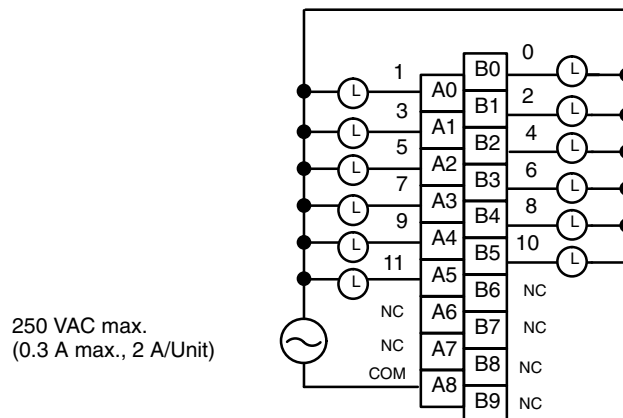 0
1 B0 L
L A0 2
3 B1 L
L A1 4
5 B2 L
L A2 6
7 B3 L
L A3 8
9 B4 L
L A4 10
11 B5 L
L A5 B6 NC
NC A6
B7 NC
250 VAC max.
(0.3 A max., 2 A/Unit)
NC A7
B8 NC
COM A8
B9 NC